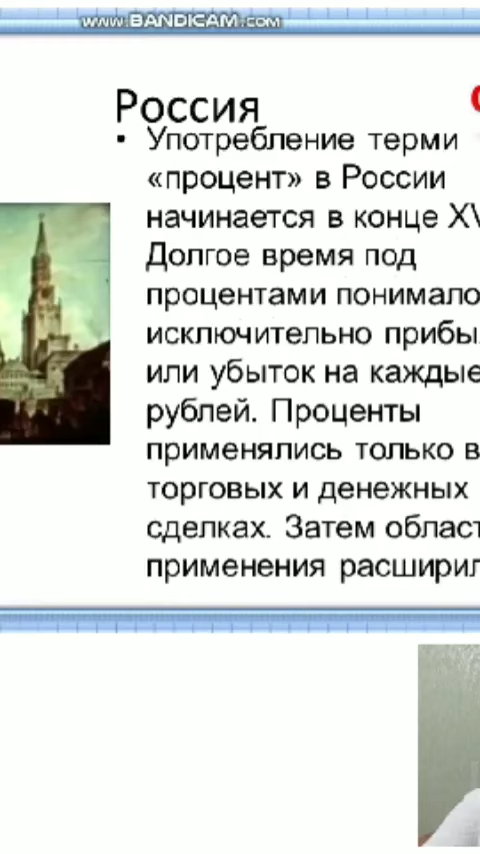 www.BANDICAM.com
Россия
• Употребление терми
«процент» в России
начинается в конце XV
Долгое время под
процентами понимало
исключительно прибы
или убыток на каждые
рублей. Проценты
применялись только в
торговых и денежных
сделках. Затем област
применения расширил